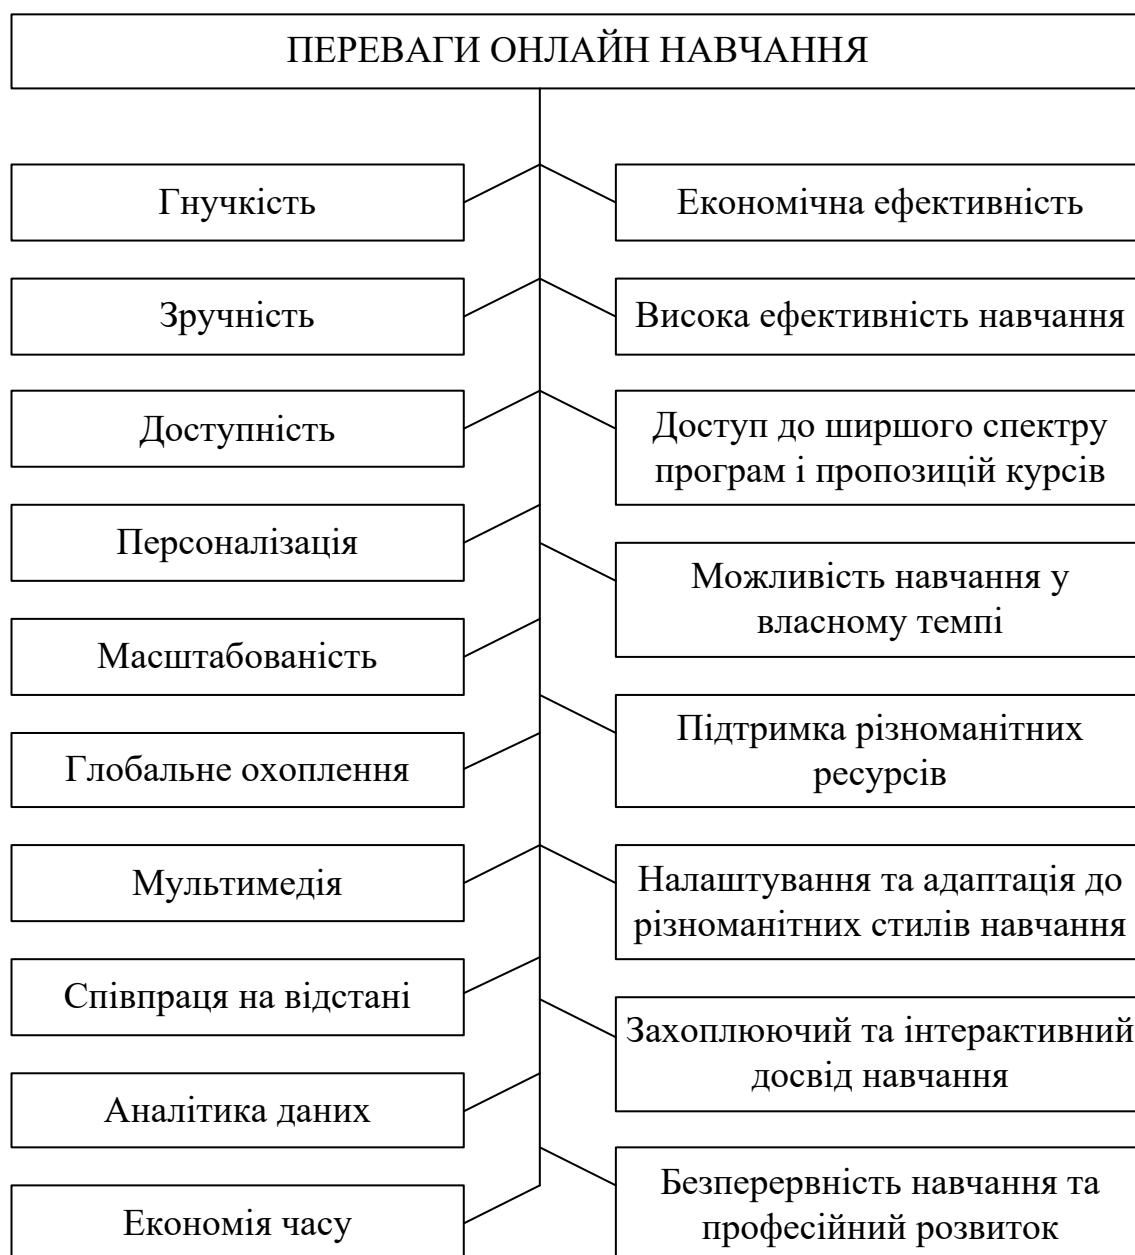 ПЕРЕВАГИ ОНЛАЙН НАВЧАННЯ
Гнучкість
Економічна ефективність
Зручність
Висока ефективність навчання
Доступність
Доступ до ширшого спектру
програм і пропозицій курсів
Персоналізація
Можливість навчання у
власному темпі
Масштабованість
Підтримка різноманітних
ресурсів
Глобальне охоплення
Мультимедія
Налаштування та адаптація до
різноманітних стилів навчання
Співпраця на відстані
Захоплюючий та інтерактивний
досвід навчання
Аналітика даних
Безперервність навчання та
професійний розвиток
Економія часу